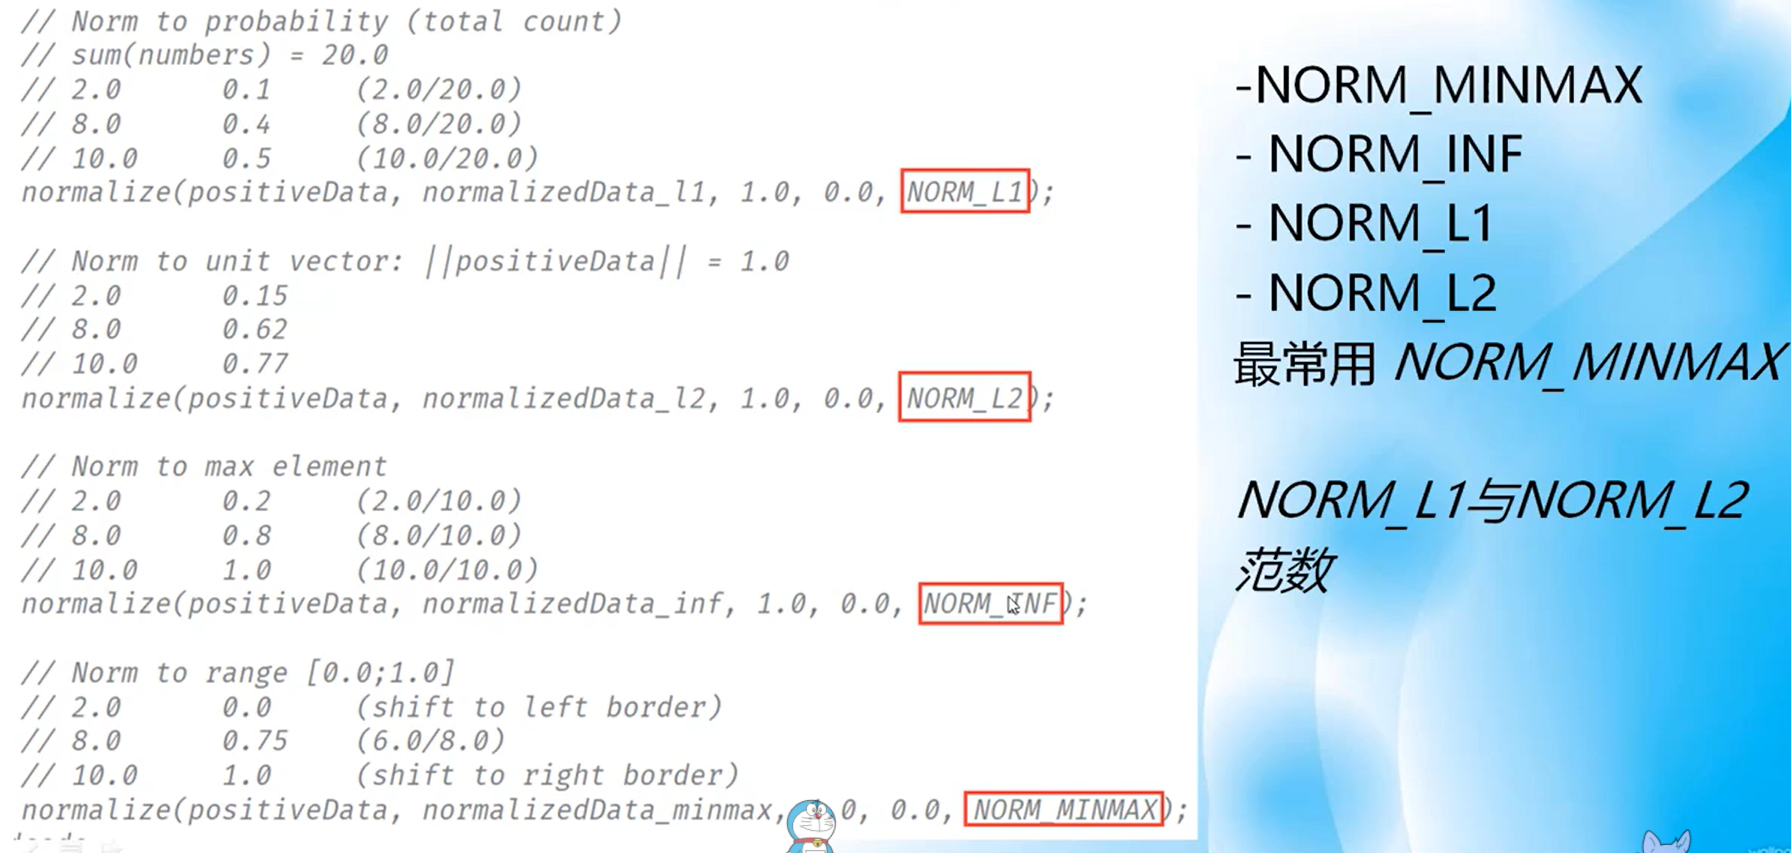 // Norm to probability (total count)
// sum(numbers) = 20.0
// 2.0 0.1 (2.0/20.0)
// 8.0 0.4 (8.0/20.0)
// 10.0 0.5 (10.0/20.0)
normalize(positiveData, normalizedData_l1, 1.0, 0.0, NORM_L1);
// Norm to unit vector: ||positiveData|| = 1.0
// 2.0 0.15
// 8.0 0.62
// 10.0 0.77
normalize(positiveData, normalizedData_l2, 1.0, 0.0, NORM_L2);
// Norm to max element
// 2.0 0.2 (2.0/10.0)
// 8.0 0.8 (8.0/10.0)
// 10.0 1.0 (10.0/10.0)
normalize(positiveData, normalizedData_inf, 1.0, 0.0, NORM_INF);
// Norm to range [0.0;1.0]
// 2.0 0.0 (shift to left border)
// 8.0 0.75 (6.0/8.0)
// 10.0 1.0 (shift to right border)
normalize(positiveData, normalizedData_minmax, 0, 0.0, NORM_MINMAX);
-NORM_MINMAX
- NORM_INF
- NORM_L1
- NORM_L2
最常用 NORM_MINMAX
NORM_L1与NORM_L2
范数